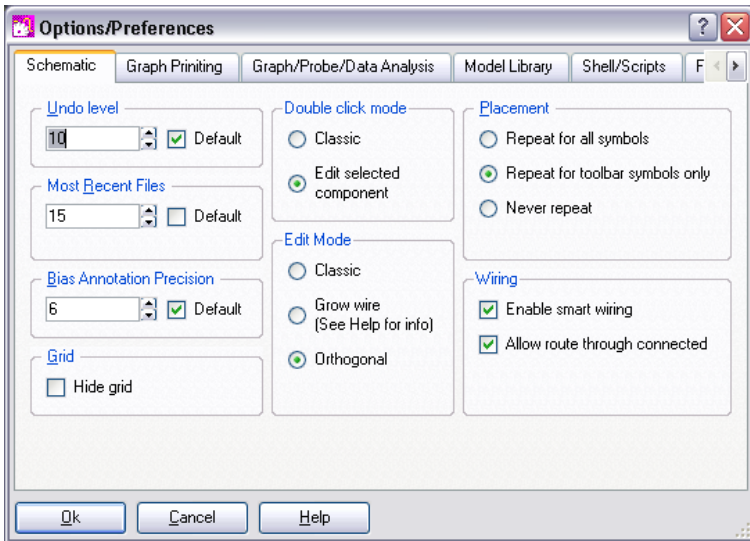 Options/Preferences
Schematic
Graph Priniting
Graph/Probe/Data Analysis
Model Library
Shell/Scripts
F
Undo level
10
Default
Most Recent Files
15
Default
Bias Annotation Precision
6
Default
Grid
Hide grid
Double click mode
Classic
Edit selected
component
Edit Mode
Classic
Grow wire
(See Help for info)
Orthogonal
Placement
Repeat for all symbols
Repeat for toolbar symbols only
Never repeat
Wiring
Enable smart wiring
Allow route through connected
Ok
Cancel
Help